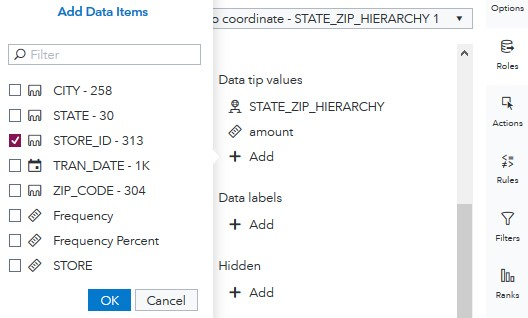 Add Data Items
Filter
CITY - 258
STATE - 30
STORE_ID - 313
TRAN_DATE - 1K
ZIP_CODE - 304
Frequency
Frequency Percent
STORE
OK
Cancel
o coordinate - STATE_ZIP_HIERARCHY 1
Data tip values
STATE_ZIP_HIERARCHY
amount
+ Add
Data labels
+ Add
Hidden
+ Add
Options
Roles
Actions
Rules
Filters
Ranks